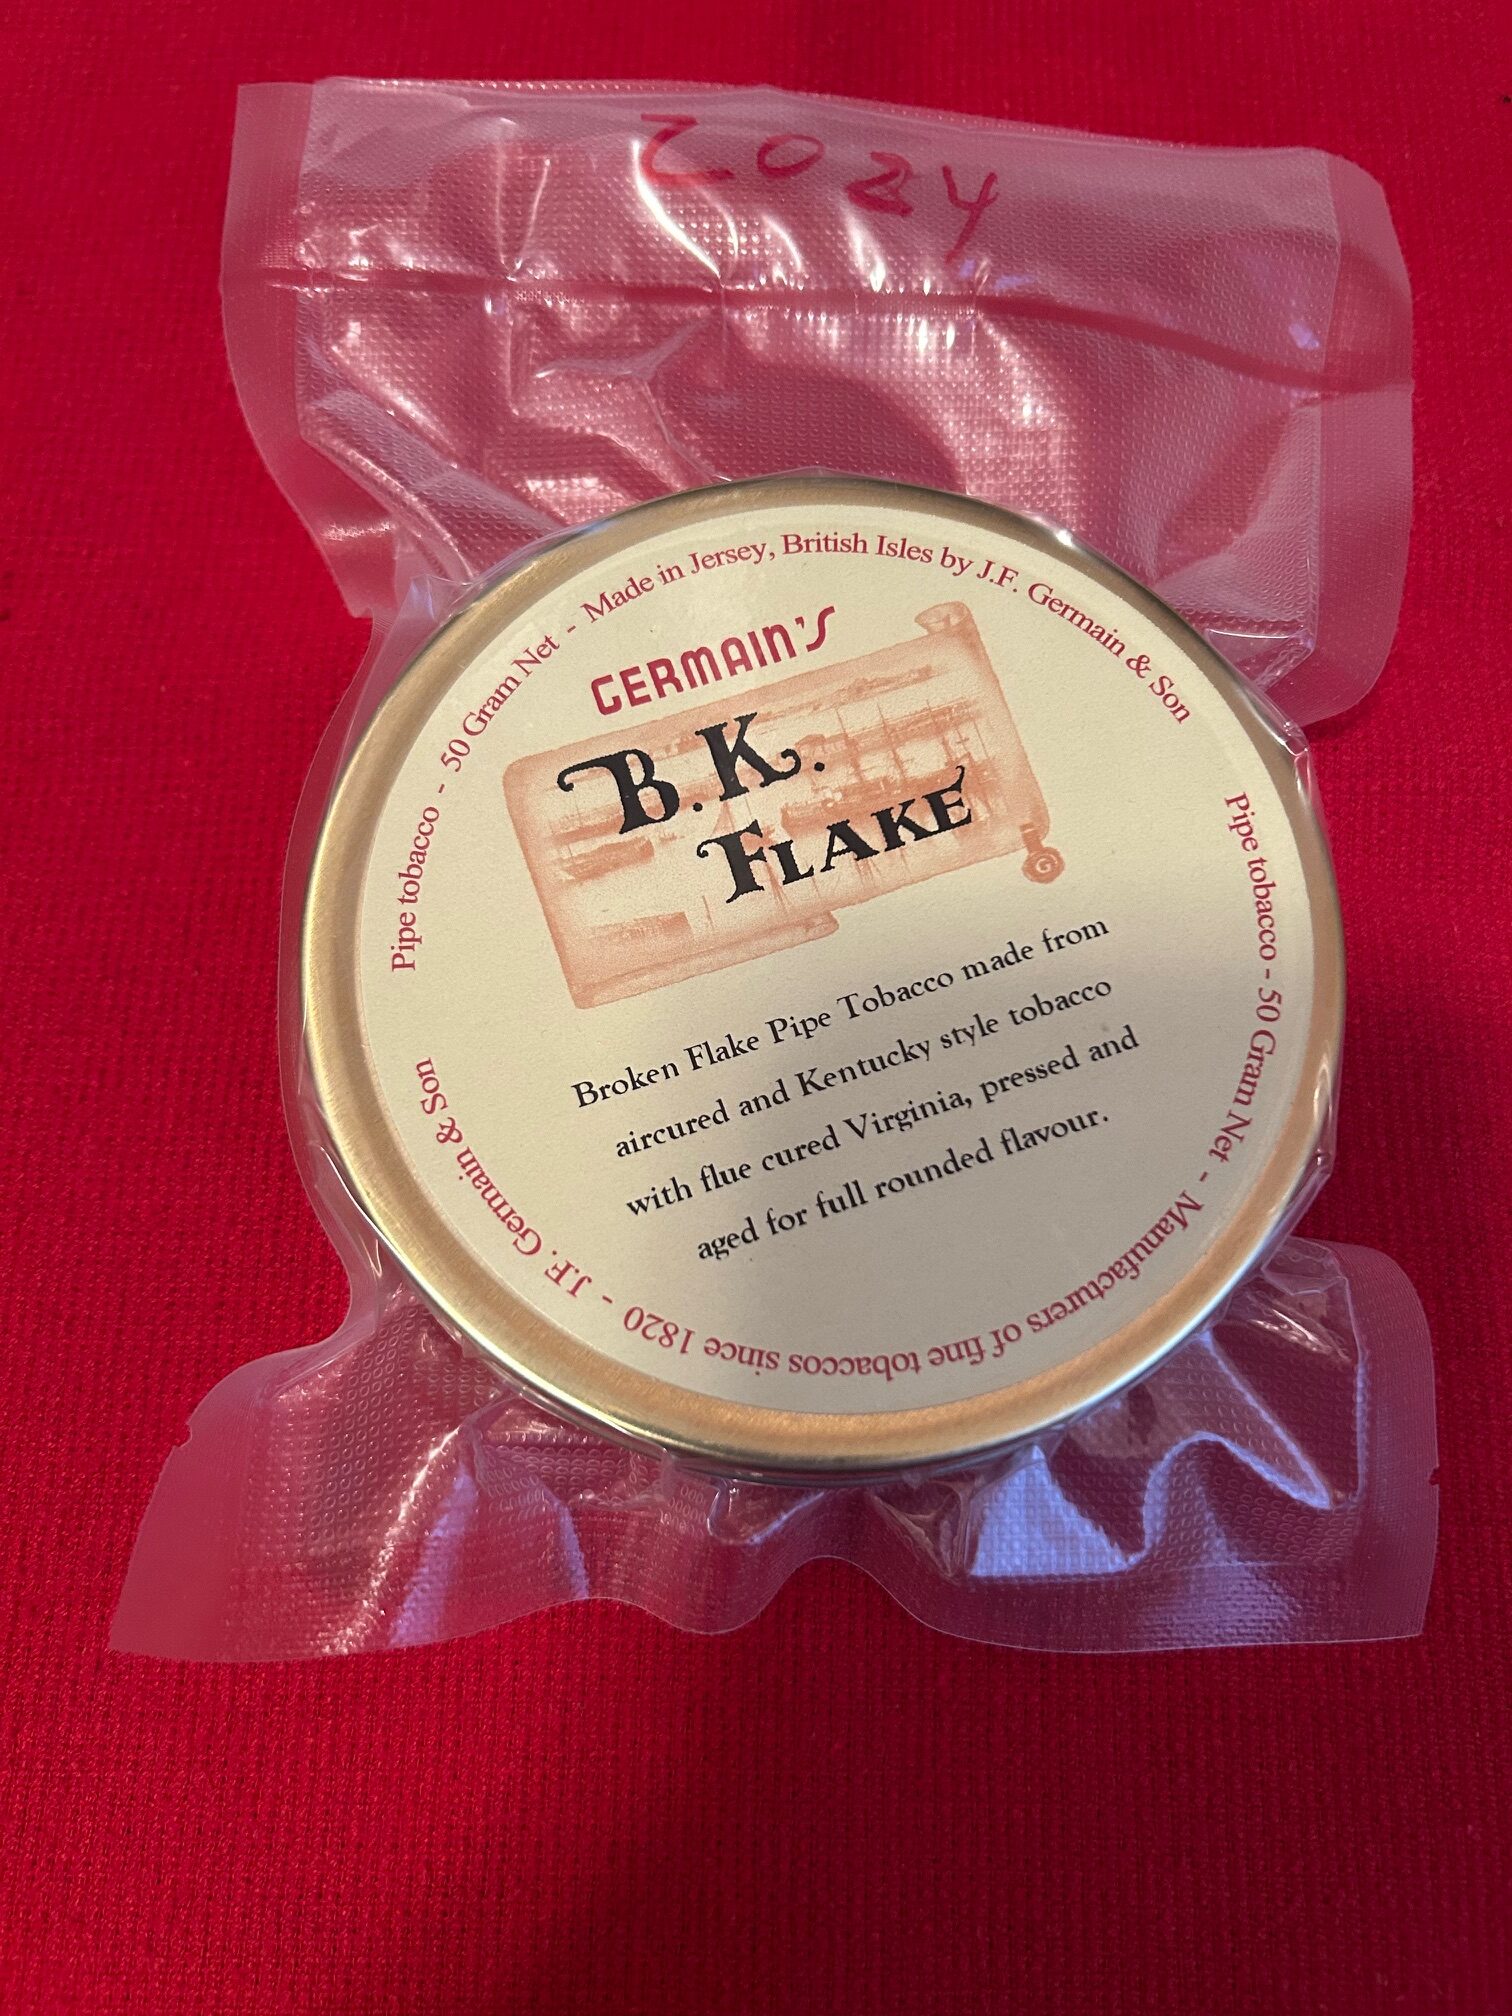 2024
Pipe tobacco - 50 Gram Net - Made in Jersey, British Isles by J.F. Germain & Son
GERMAIN'S
B.K.
FLAKE
Broken Flake Pipe Tobacco made from
aircured and Kentucky style tobacco
with flue cured Virginia, pressed and
aged for full rounded flavour.
Pipe tobacco - 50 Gram Net - Manufacturers of fine tobaccos since 1820 - J.F. Germain & Son